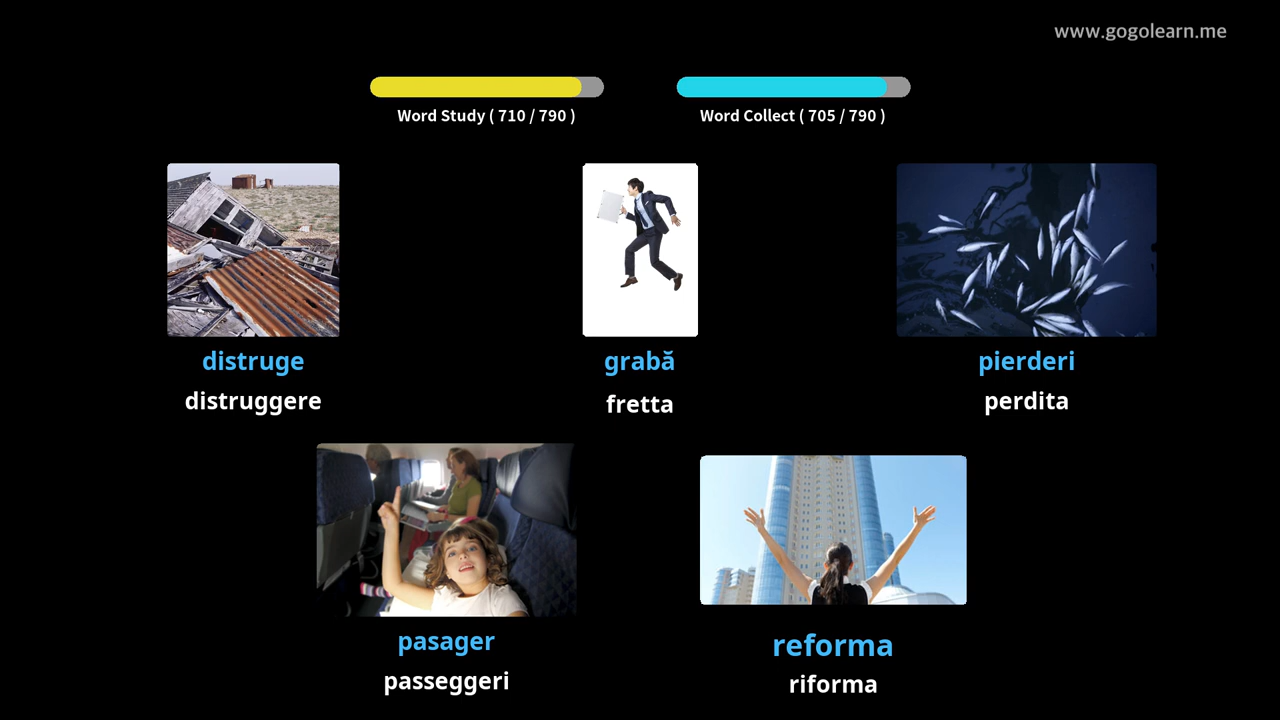 www.gogolearn.me
Word Study ( 710 / 790 )
Word Collect ( 705 / 790 )
distruge
distruggere
grabă
fretta
pierderi
perdita
pasager
passeggeri
reforma
riforma